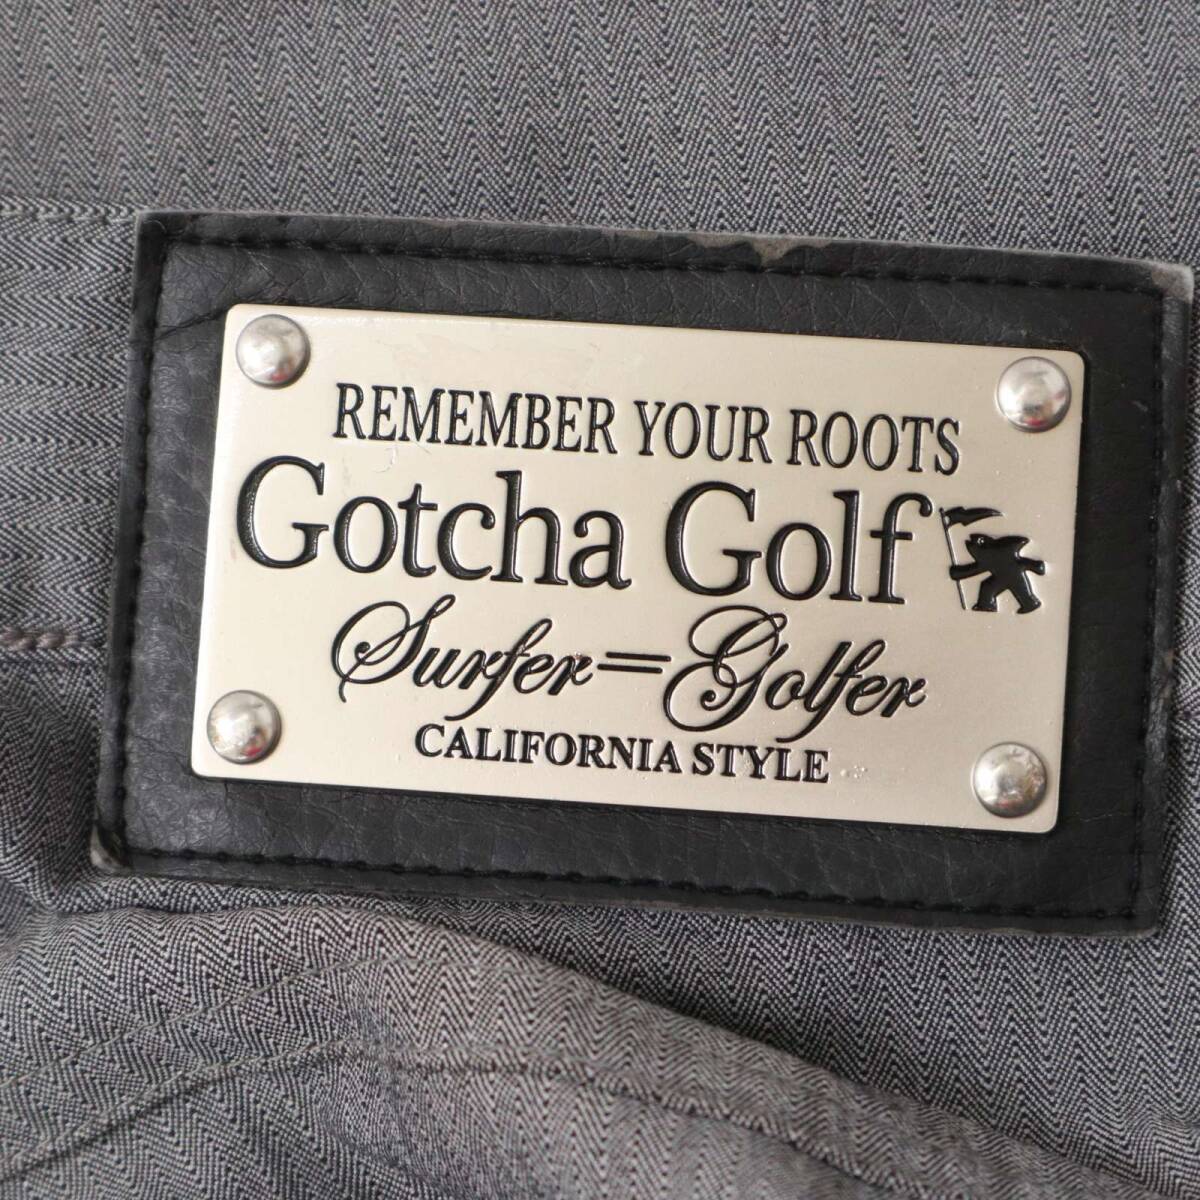 REMEMBER YOUR ROOTS
Gotcha Golf
Surfer=Golfer
CALIFORNIA STYLE